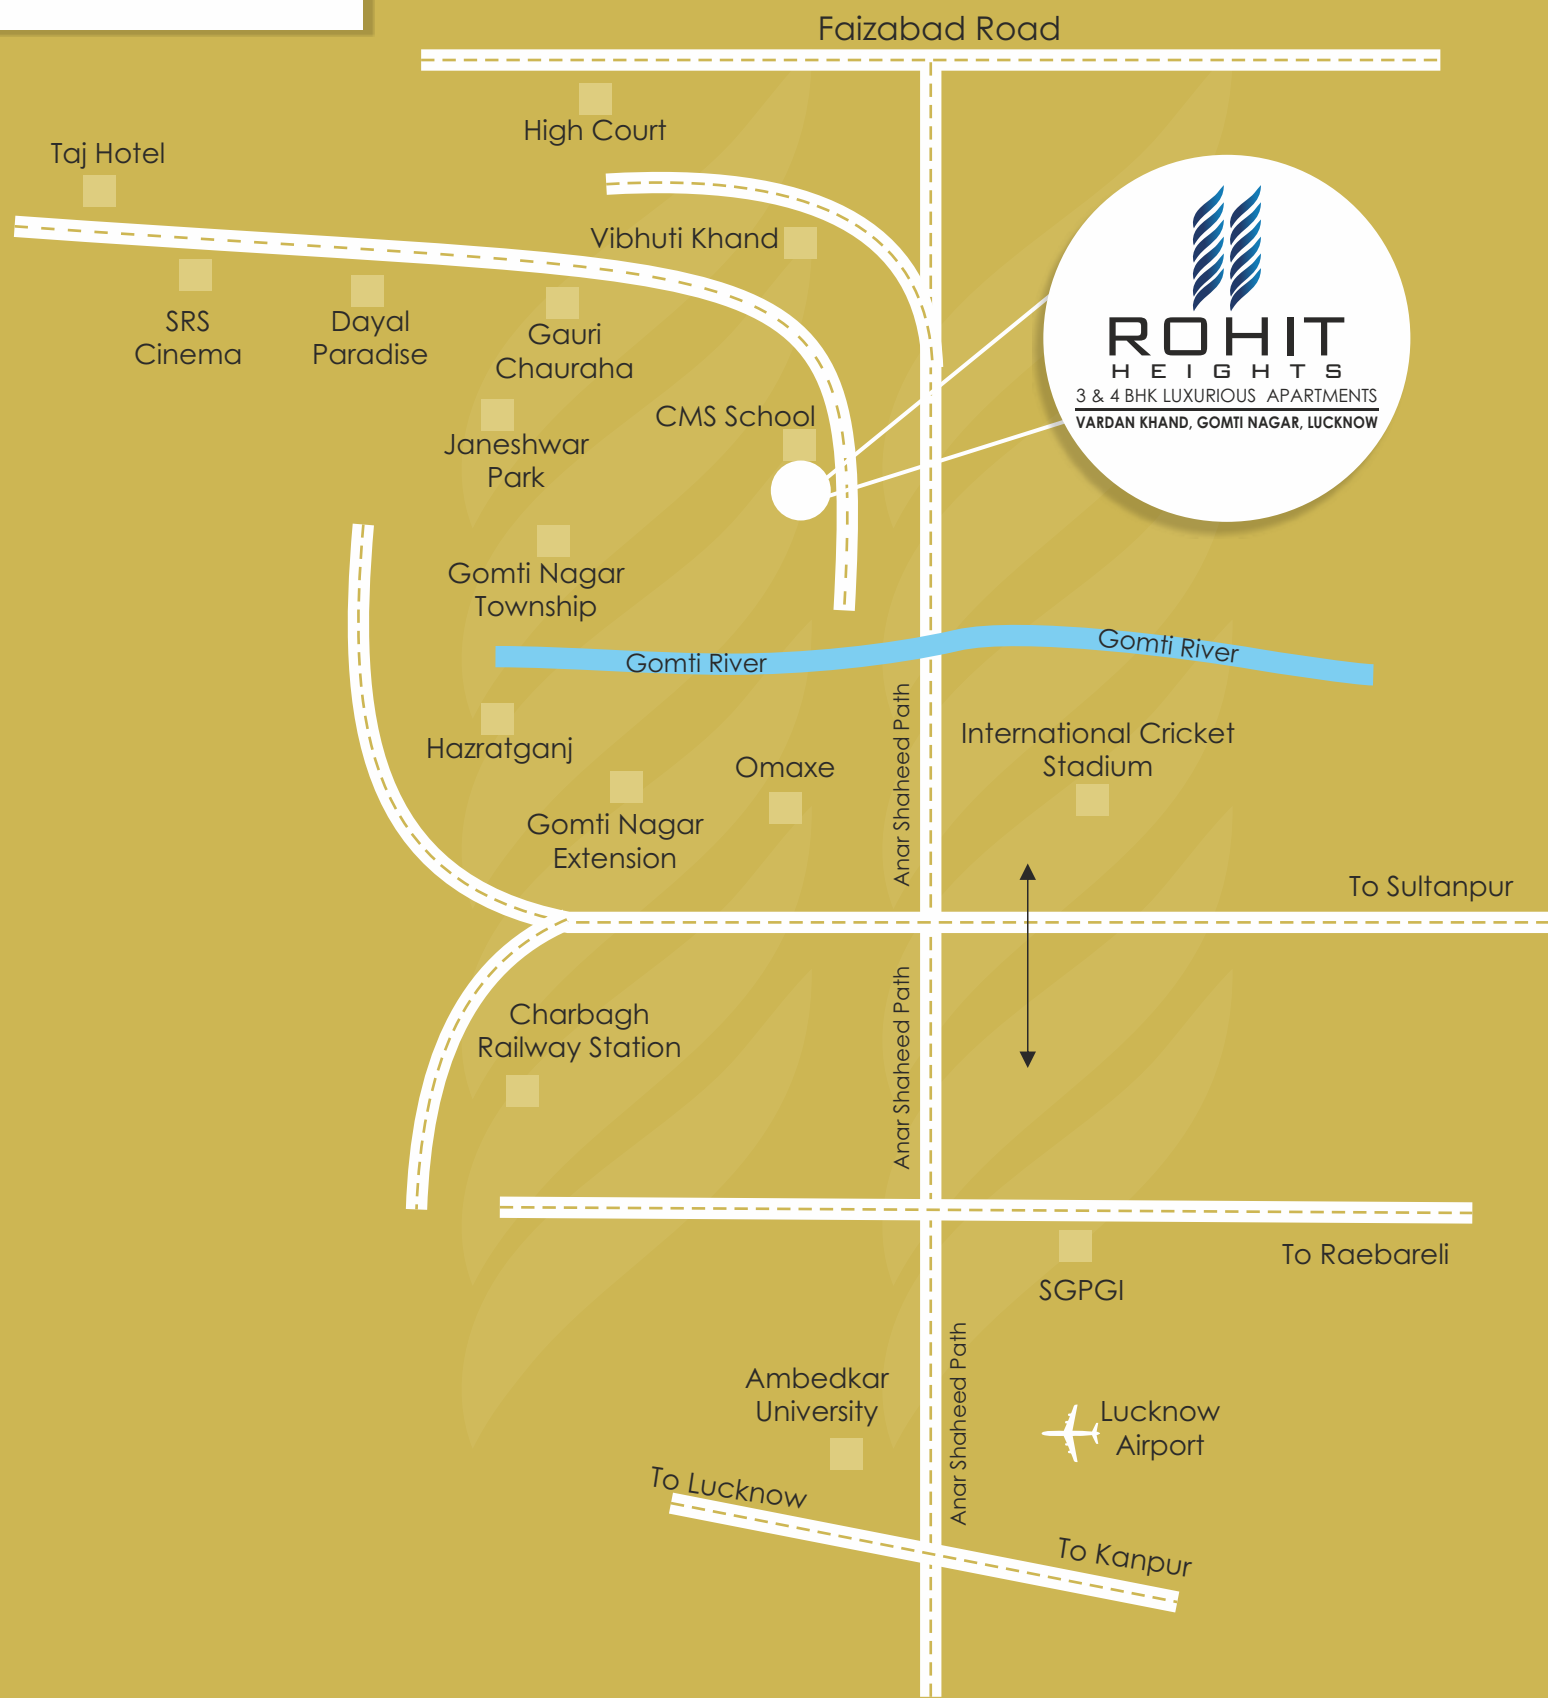 Faizabad Road
High Court
Taj Hotel
Vibhuti Khand
SRS
Cinema
Dayal
Paradise
Gauri
Chauraha
ROHIT
HEIGHTS
3 & 4 BHK LUXURIOUS APARTMENTS
VARDAN KHAND, GOMTI NAGAR, LUCKNOW
CMS School
Janeshwar
Park
Gomti Nagar
Township
Gomti River
Gomti River
Anar Shaheed Path
Hazratganj
International Cricket
Stadium
Omaxe
Gomti Nagar
Extension
To Sultanpur
Anar Shaheed Path
Charbagh
Railway Station
To Raebareli
SGPGI
Anar Shaheed Path
Ambedkar
University
Lucknow
Airport
To Lucknow
To Kanpur